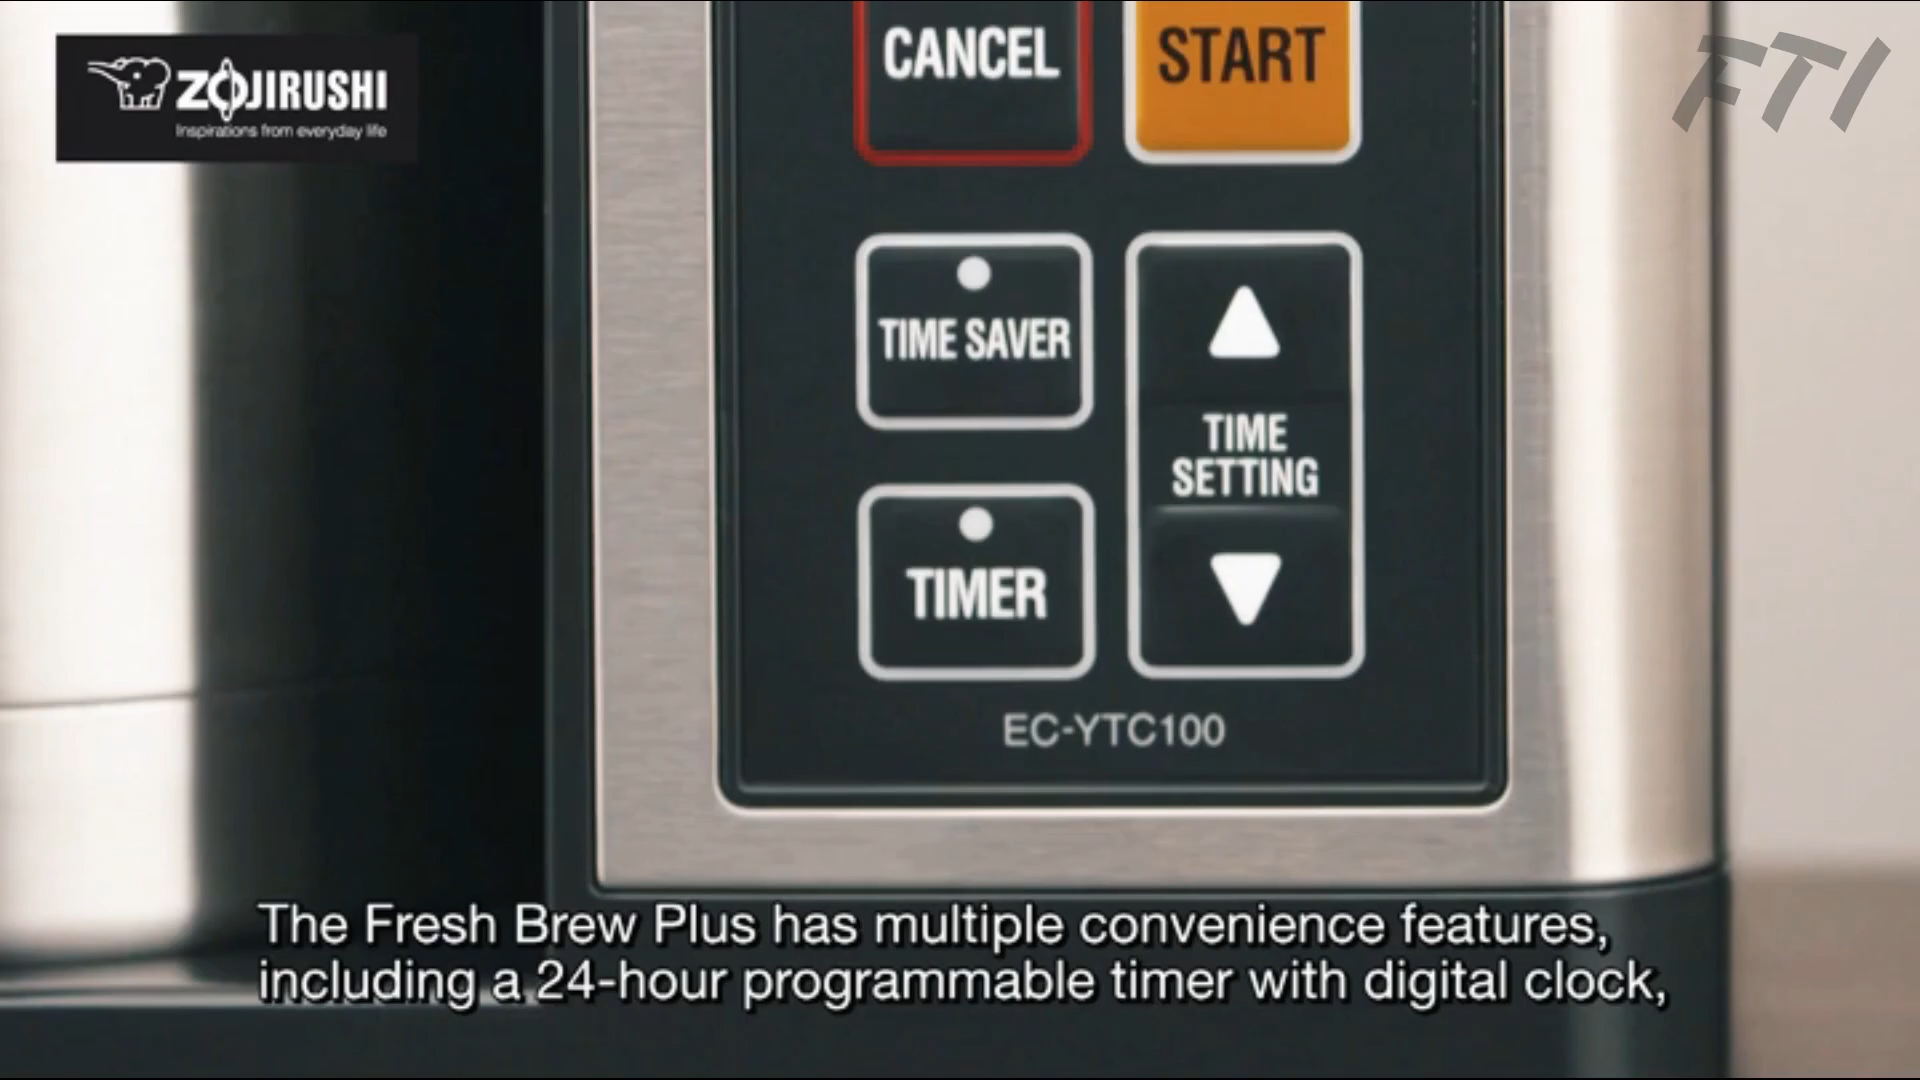 ZOJIRUSHI
Inspirations from everyday life
FTI
CANCEL
START
TIME SAVER
TIME
SETTING
TIMER
EC-YTC100
The Fresh Brew Plus has multiple convenience features,
including a 24-hour programmable timer with digital clock,